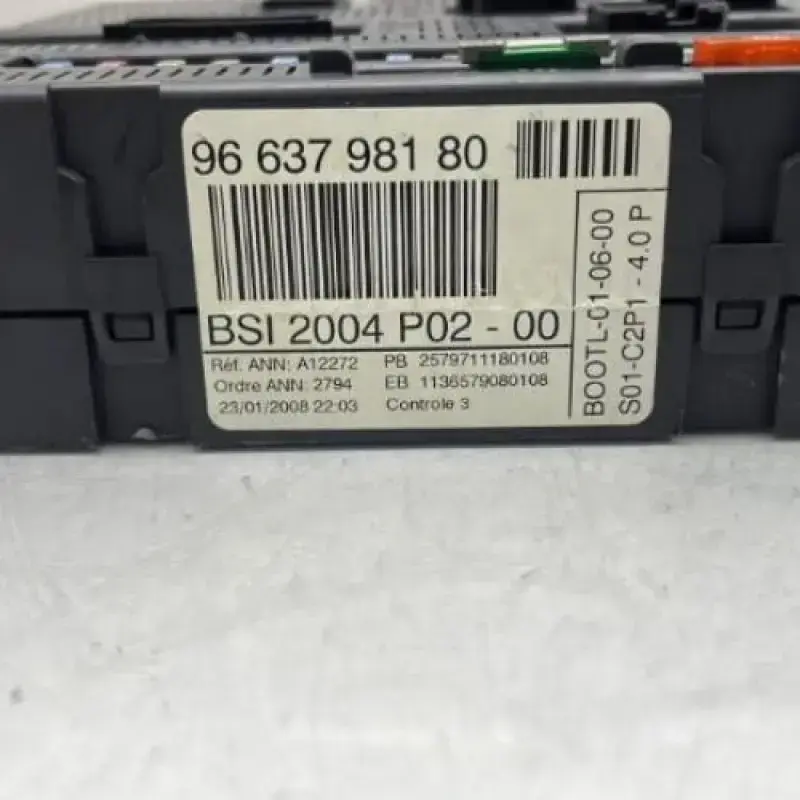 96 637 981 80
BSI 2004 P02 - 00
Réf. ANN: A12272 PB 2579711180108
Ordre ANN: 2794 EB 1136579080108
23/01/2008 22:03 Controle 3
BOOTL-01-06-00
S01-C2P1 - 4.0 P